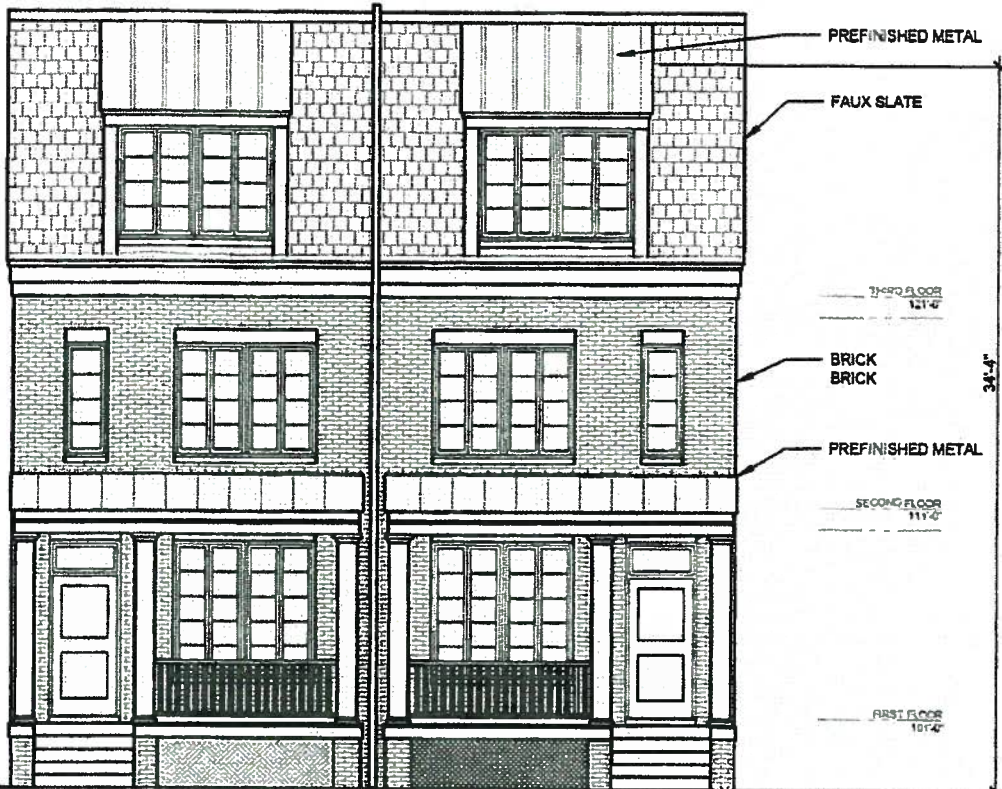 PREFINISHED METAL
FAUX SLATE
THIRD FLOOR
121'-0"
BRICK
BRICK
34'-4"
PREFINISHED METAL
SECOND FLOOR
111'-0"
FIRST FLOOR
101'-0"